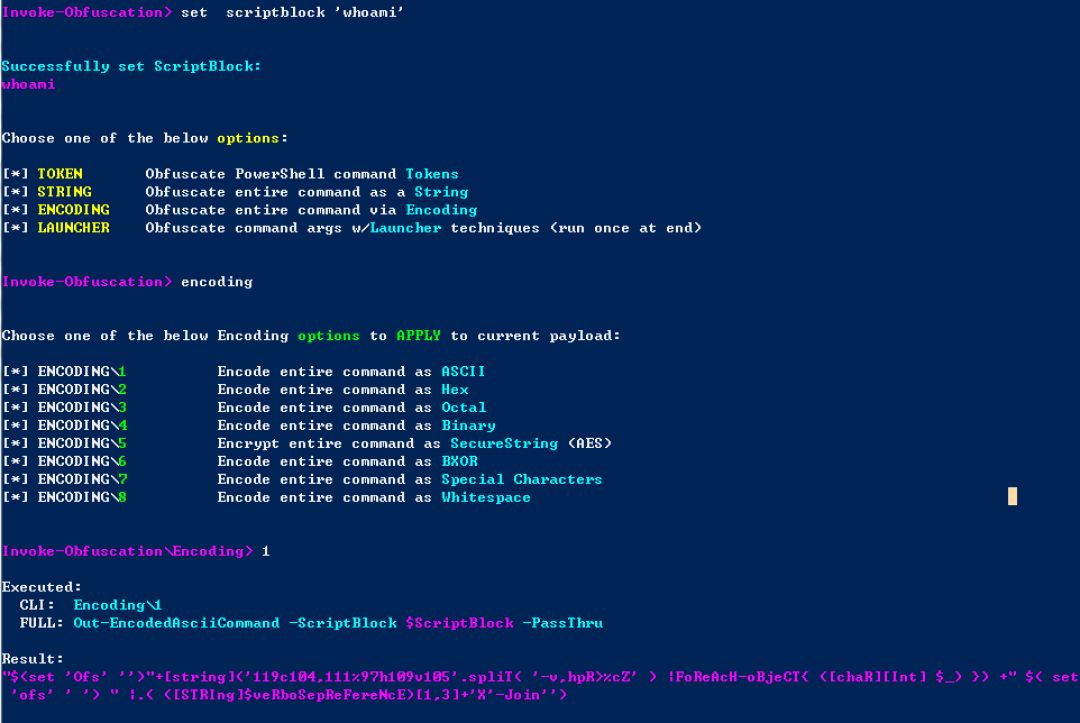 Invoke-Obfuscation> set  scriptblock 'whoami'
Successfully set ScriptBlock:
whoami
Choose one of the below options:
[*] TOKEN       Obfuscate PowerShell command Tokens
[*] STRING      Obfuscate entire command as a String
[*] ENCODING    Obfuscate entire command via Encoding
[*] LAUNCHER    Obfuscate command args w/Launcher techniques (run once at end)
Invoke-Obfuscation> encoding
Choose one of the below Encoding options to APPLY to current payload:
[*] ENCODING\1          Encode entire command as ASCII
[*] ENCODING\2          Encode entire command as Hex
[*] ENCODING\3          Encode entire command as Octal
[*] ENCODING\4          Encode entire command as Binary
[*] ENCODING\5          Encrypt entire command as SecureString (AES)
[*] ENCODING\6          Encode entire command as BXOR
[*] ENCODING\7          Encode entire command as Special Characters
[*] ENCODING\8          Encode entire command as Whitespace
Invoke-Obfuscation\Encoding> 1
Executed:
  CLI:  Encoding\1
  FULL: Out-EncodedAsciiCommand -ScriptBlock $ScriptBlock -PassThru
Result:
"$(set 'Ofs' '')"+[string]('119c104,111%97h109v105'.spliT( '-v,hpR>%cZ' ) |FoReAcH-oBjeCT{ ([chaR][Int] $_) }) +" $( set
 'ofs' ' ') " |.( ([STRIng]$veRboSepReFereNcE)[1,3]+'X'-Join'')